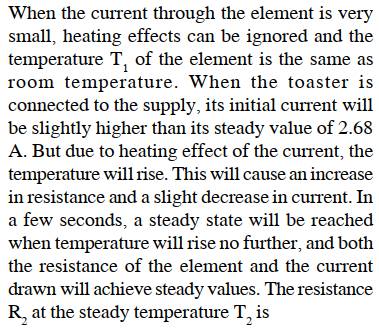 When the current through the element is very
small, heating effects can be ignored and the
temperature T₁ of the element is the same as
room temperature. When the toaster is
connected to the supply, its initial current will
be slightly higher than its steady value of 2.68
A. But due to heating effect of the current, the
temperature will rise. This will cause an increase
in resistance and a slight decrease in current. In
a few seconds, a steady state will be reached
when temperature will rise no further, and both
the resistance of the element and the current
drawn will achieve steady values. The resistance
R₂ at the steady temperature T₂ is